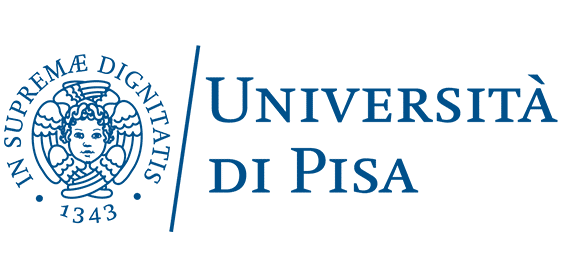 IN SUPREMÆ DIGNITATIS
1343
UNIVERSITÀ
DI PISA